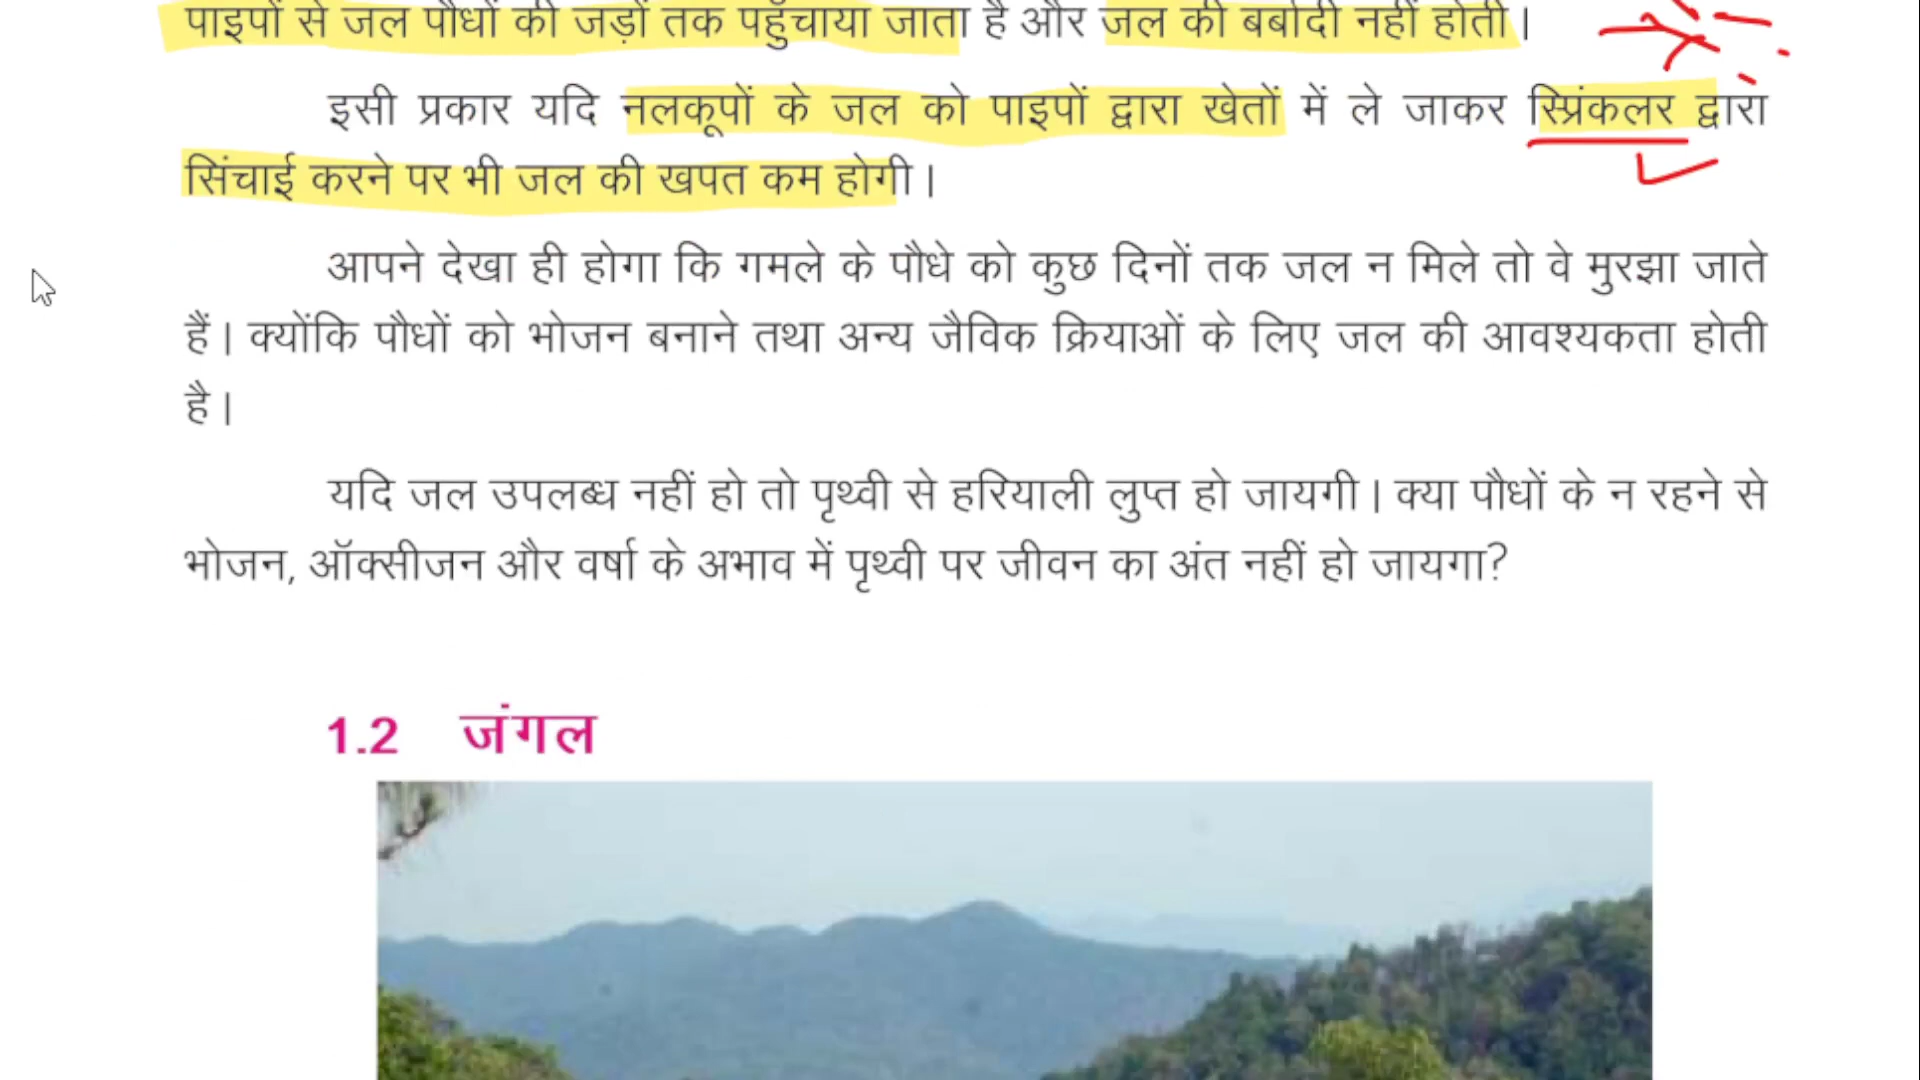 पाइपों से जल पौधों की जड़ों तक पहुँचाया जाता है और जल की बर्बादी नहीं होती।
इसी प्रकार यदि नलकूपों के जल को पाइपों द्वारा खेतों में ले जाकर स्प्रिंकलर द्वारा
सिंचाई करने पर भी जल की खपत कम होगी।
आपने देखा ही होगा कि गमले के पौधे को कुछ दिनों तक जल न मिले तो वे मुरझा जाते
हैं। क्योंकि पौधों को भोजन बनाने तथा अन्य जैविक क्रियाओं के लिए जल की आवश्यकता होती
है।
यदि जल उपलब्ध नहीं हो तो पृथ्वी से हरियाली लुप्त हो जायगी। क्या पौधों के न रहने से
भोजन, ऑक्सीजन और वर्षा के अभाव में पृथ्वी पर जीवन का अंत नहीं हो जायगा?
1.2 जंगल